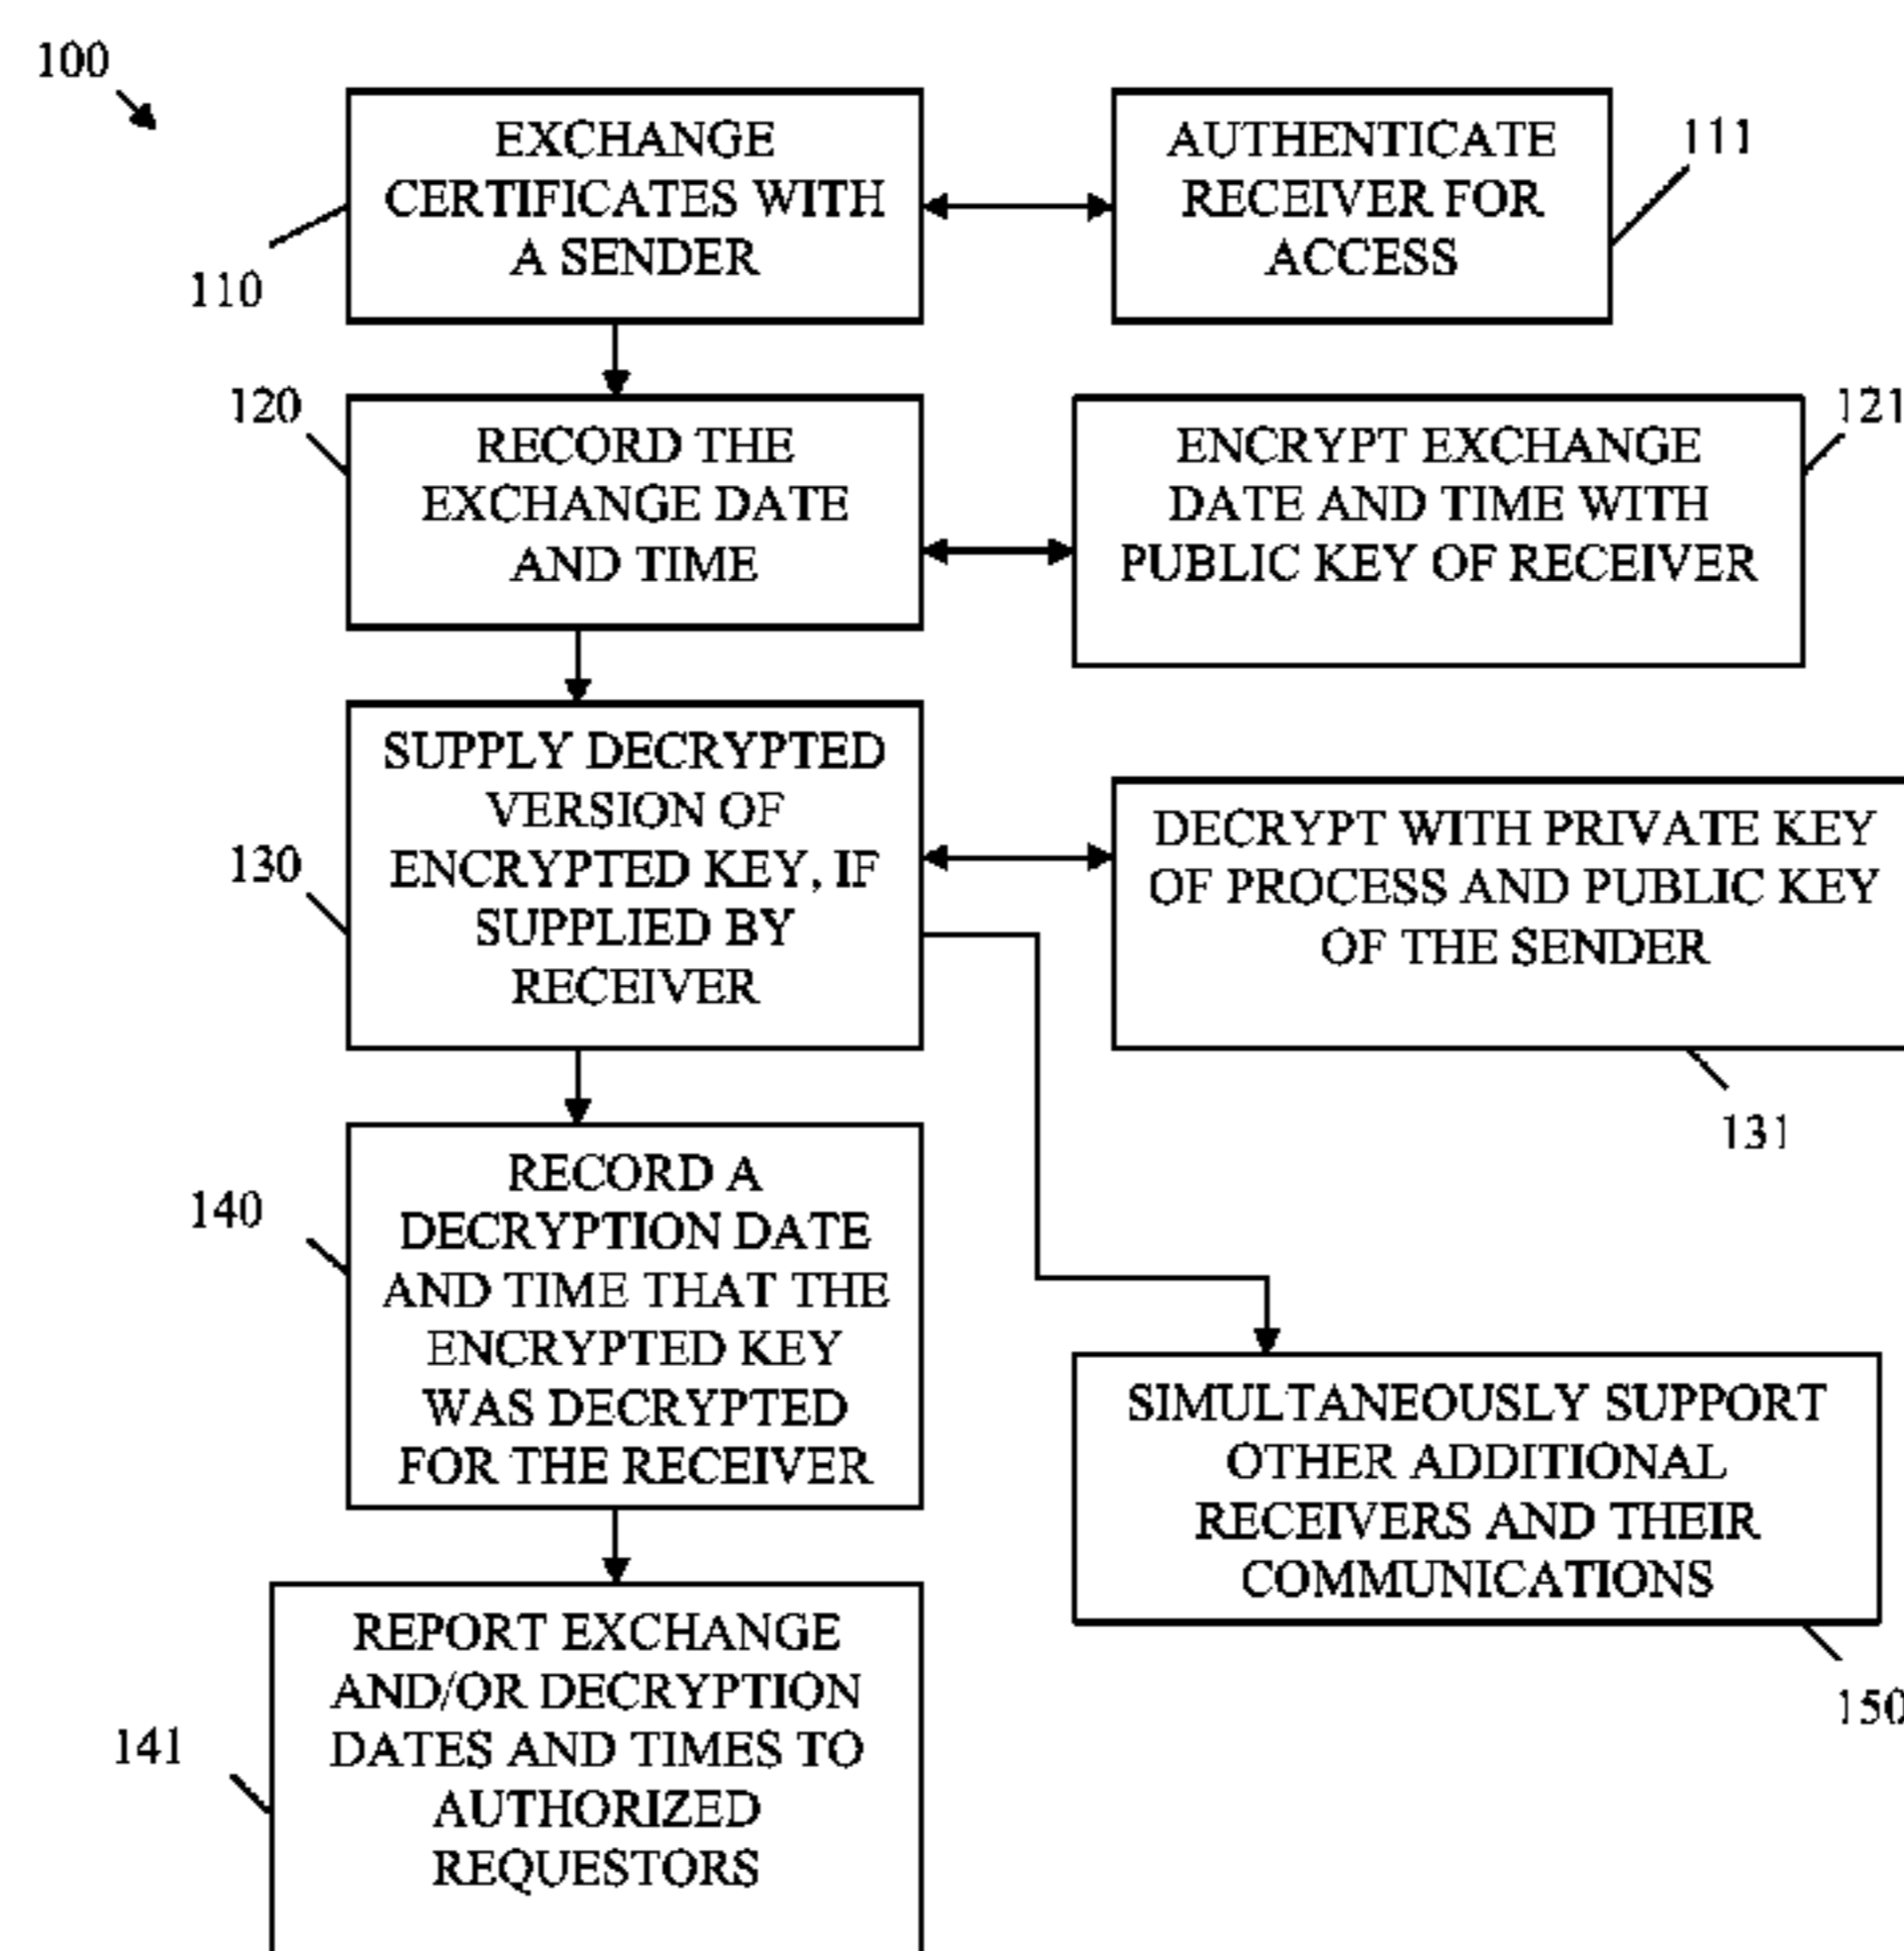 100
EXCHANGE
CERTIFICATES WITH
A SENDER
110
AUTHENTICATE
RECEIVER FOR
ACCESS
111
120
RECORD THE
EXCHANGE DATE
AND TIME
ENCRYPT EXCHANGE
DATE AND TIME WITH
PUBLIC KEY OF RECEIVER
121
SUPPLY DECRYPTED
VERSION OF
ENCRYPTED KEY, IF
SUPPLIED BY
RECEIVER
130
DECRYPT WITH PRIVATE KEY
OF PROCESS AND PUBLIC KEY
OF THE SENDER
131
140
RECORD A
DECRYPTION DATE
AND TIME THAT THE
ENCRYPTED KEY
WAS DECRYPTED
FOR THE RECEIVER
SIMULTANEOUSLY SUPPORT
OTHER ADDITIONAL
RECEIVERS AND THEIR
COMMUNICATIONS
150
141
REPORT EXCHANGE
AND/OR DECRYPTION
DATES AND TIMES TO
AUTHORIZED
REQUESTORS